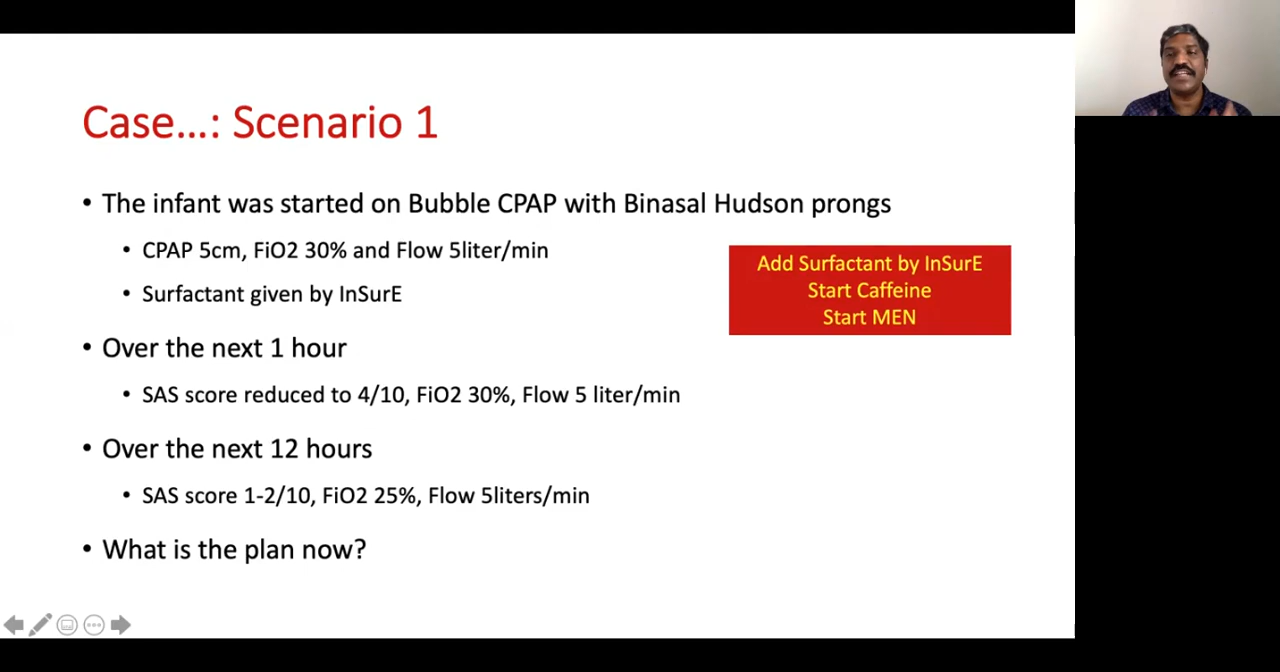 Case...: Scenario 1
• The infant was started on Bubble CPAP with Binasal Hudson prongs
• CPAP 5cm, FiO2 30% and Flow 5liter/min
• Surfactant given by InSurE
Add Surfactant by InSurE
Start Caffeine
Start MEN
• Over the next 1 hour
• SAS score reduced to 4/10, FiO2 30%, Flow 5 liter/min
• Over the next 12 hours
• SAS score 1-2/10, FiO2 25%, Flow 5liters/min
• What is the plan now?